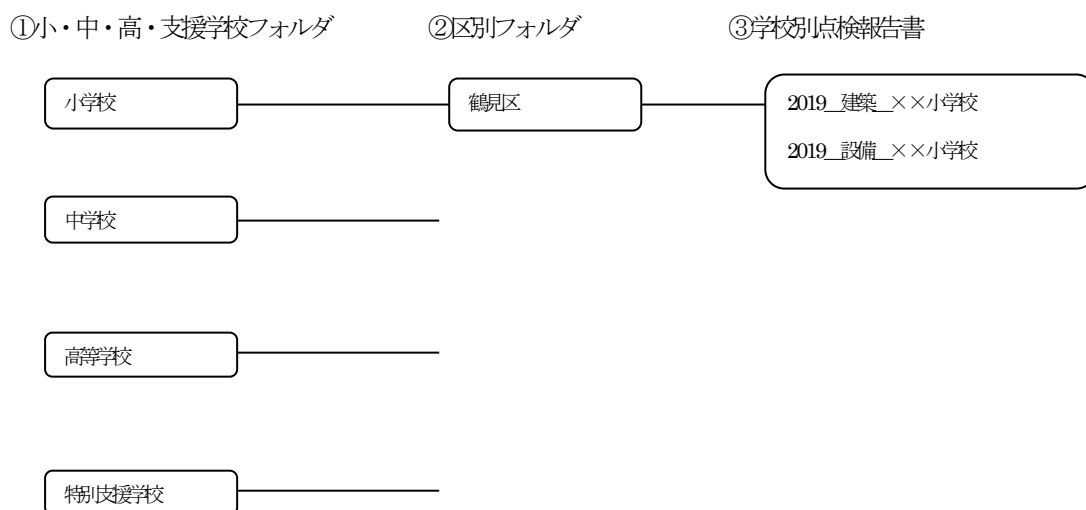 ①小・中・高・支援学校フォルダ
②区別フォルダ
③学校別点検報告書
小学校
鶴見区
2019_建築_××小学校
2019_設備_××小学校
中学校
高等学校
特別支援学校